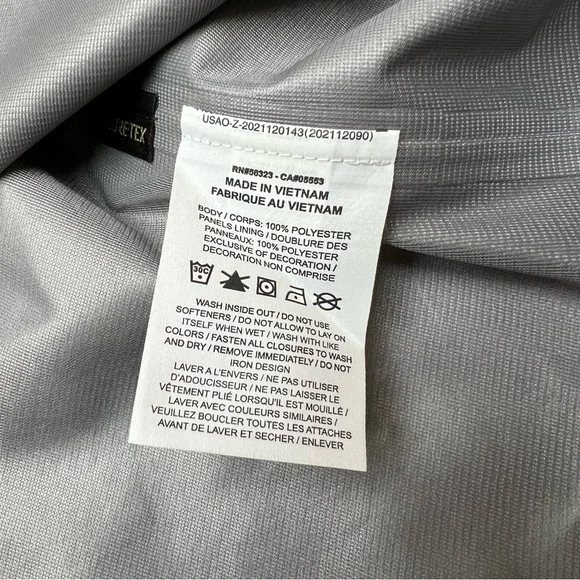 USAO-Z-2021120143(202112090)
RE-TEX
RN#56323 - CA#05553
MADE IN VIETNAM
FABRIQUE AU VIETNAM
BODY / CORPS: 100% POLYESTER
PANELS LINING / DOUBLURE DES
PANNEAUX: 100% POLYESTER
EXCLUSIVE OF DECORATION /
DECORATION NON COMPRISE
30C
WASH INSIDE OUT / DO NOT USE
SOFTENERS / DO NOT ALLOW TO LAY ON
ITSELF WHEN WET / WASH WITH LIKE
COLORS / FASTEN ALL CLOSURES TO WASH
AND DRY / REMOVE IMMEDIATELY / DO NOT
IRON DESIGN
LAVER A L'ENVERS / NE PAS UTILISER
D'ADOUCISSEUR / NE PAS LAISSER LE
VÊTEMENT PLIÉ LORSQU'IL EST MOUILLÉ /
LAVER AVEC COULEURS SIMILAIRES /
VEUILLEZ BOUCLER TOUTES LES ATTACHES
AVANT DE LAVER ET SECHER / ENLEVER